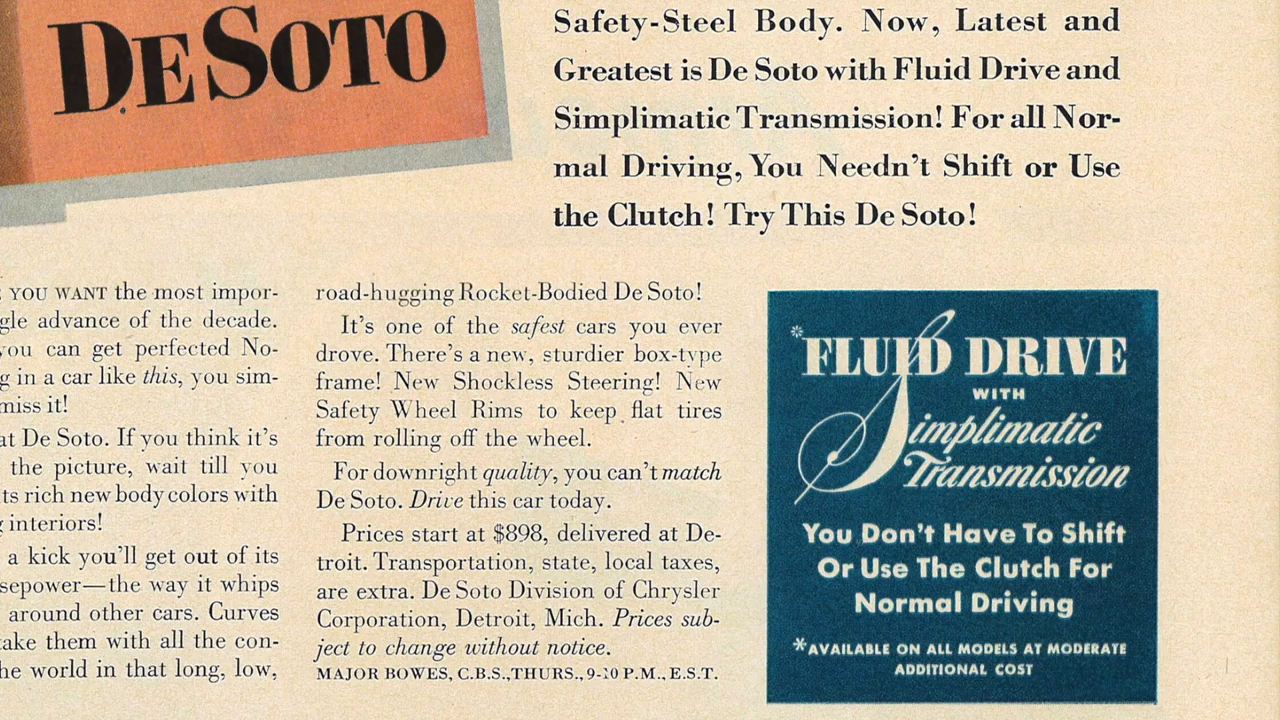 DE SOTO
Safety-Steel Body. Now, Latest and
Greatest is De Soto with Fluid Drive and
Simplimatic Transmission! For all Nor-
mal Driving, You Needn't Shift or Use
the Clutch! Try This De Soto!
YOU WANT the most impor-
gle advance of the decade.
you can get perfected No-
g in a car like this, you sim-
miss it!
at De Soto. If you think it's
the picture, wait till you
ts rich new body colors with
g interiors!
a kick you'll get out of its
sepower—the way it whips
around other cars. Curves
take them with all the con-
he world in that long, low,
road-hugging Rocket-Bodied De Soto!
It's one of the safest cars you ever
drove. There's a new, sturdier box-type
frame! New Shockless Steering! New
Safety Wheel Rims to keep flat tires
from rolling off the wheel.
For downright quality, you can't match
De Soto. Drive this car today.
Prices start at $898, delivered at De-
troit. Transportation, state, local taxes,
are extra. De Soto Division of Chrysler
Corporation, Detroit, Mich. Prices sub-
ject to change without notice.
MAJOR BOWES, C.B.S., THURS., 9-10 P.M., E.S.T.
*FLUID DRIVE
WITH
Simplimatic
Transmission
You Don't Have To Shift
Or Use The Clutch For
Normal Driving
*AVAILABLE ON ALL MODELS AT MODERATE
ADDITIONAL COST